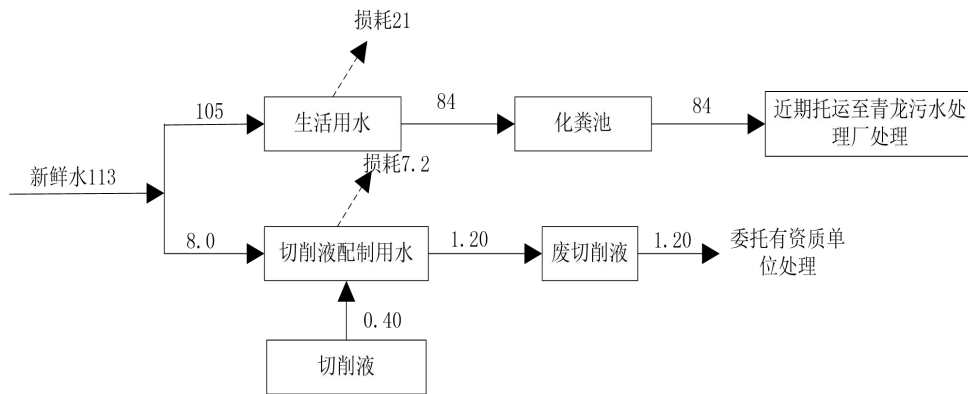 损耗21
105
生活用水
84
化粪池
84
近期托运至青龙污水处
理厂处理
新鲜水113
损耗7.2
8.0
切削液配制用水
1.20
废切削液
1.20
委托有资质单
位处理
0.40
切削液